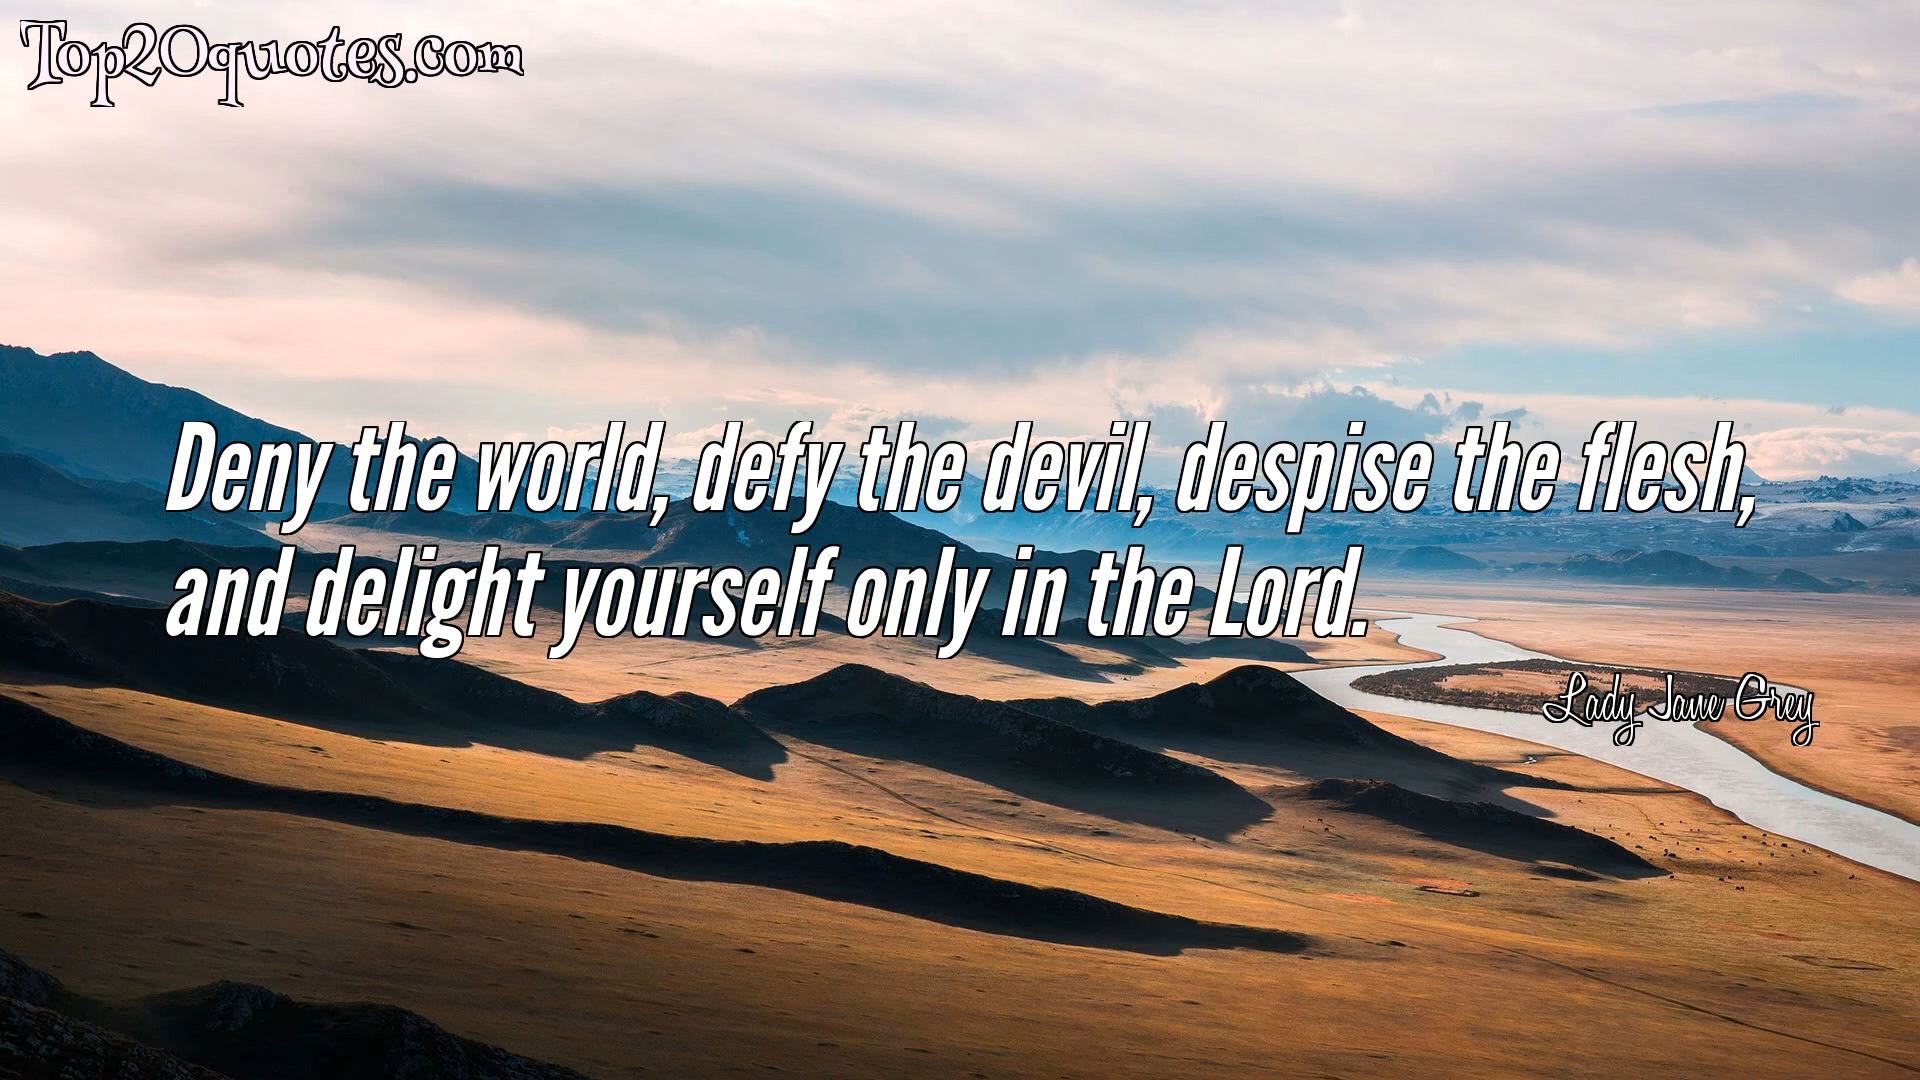 Top20quotes.com
Deny the world, defy the devil, despise the flesh,
and delight yourself only in the Lord.
Lady Jane Grey